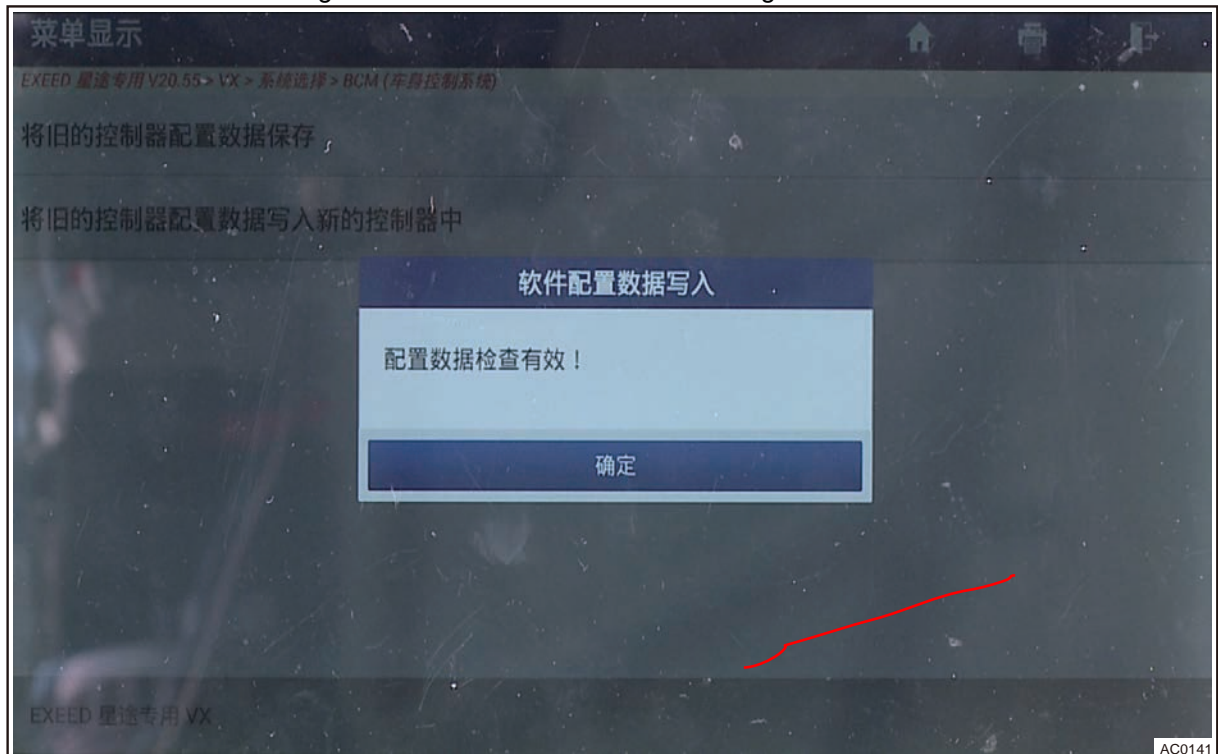 菜单显示
EXEED 星途专用 V20.55 > VX > 系统选择 > BCM (车身控制系统)
将旧的控制器配置数据保存
将旧的控制器配置数据写入新的控制器中
软件配置数据写入
配置数据检查有效！
确定
EXEED 星途专用 VX
AC0141